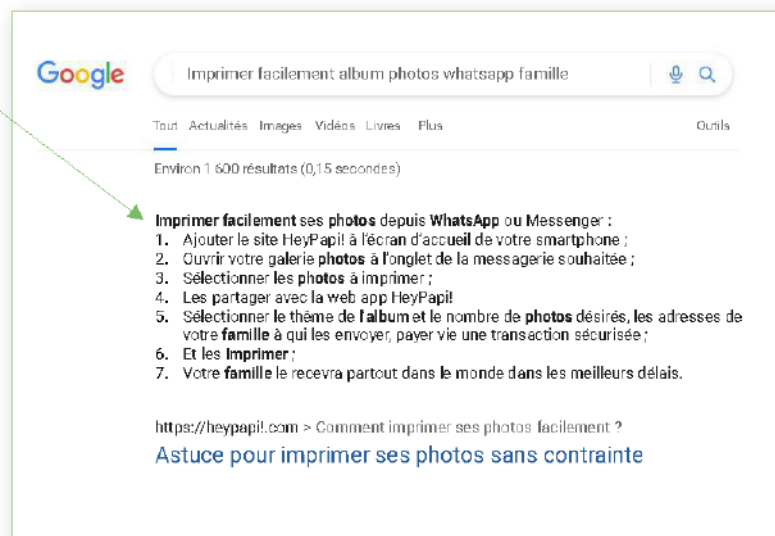 Google
Imprimer facilement album photos whatsapp famille
Tout Actualités Images Vidéos Livres Plus Outils
Environ 1 600 résultats (0,15 secondes)
Imprimer facilement ses photos depuis WhatsApp ou Messenger :
1. Ajouter le site HeyPapi! à l'écran d'accueil de votre smartphone ;
2. Ouvrir votre galerie photos à l'onglet de la messagerie souhaitée ;
3. Sélectionner les photos à imprimer ;
4. Les partager avec la web app HeyPapi!
5. Sélectionner le thème de l'album et le nombre de photos désirés, les adresses de
votre famille à qui les envoyer, payer vie une transaction sécurisée ;
6. Et les Imprimer ;
7. Votre famille le recevra partout dans le monde dans les meilleurs délais.
https://heypapi!.com > Comment imprimer ses photos facilement ?
Astuce pour imprimer ses photos sans contrainte